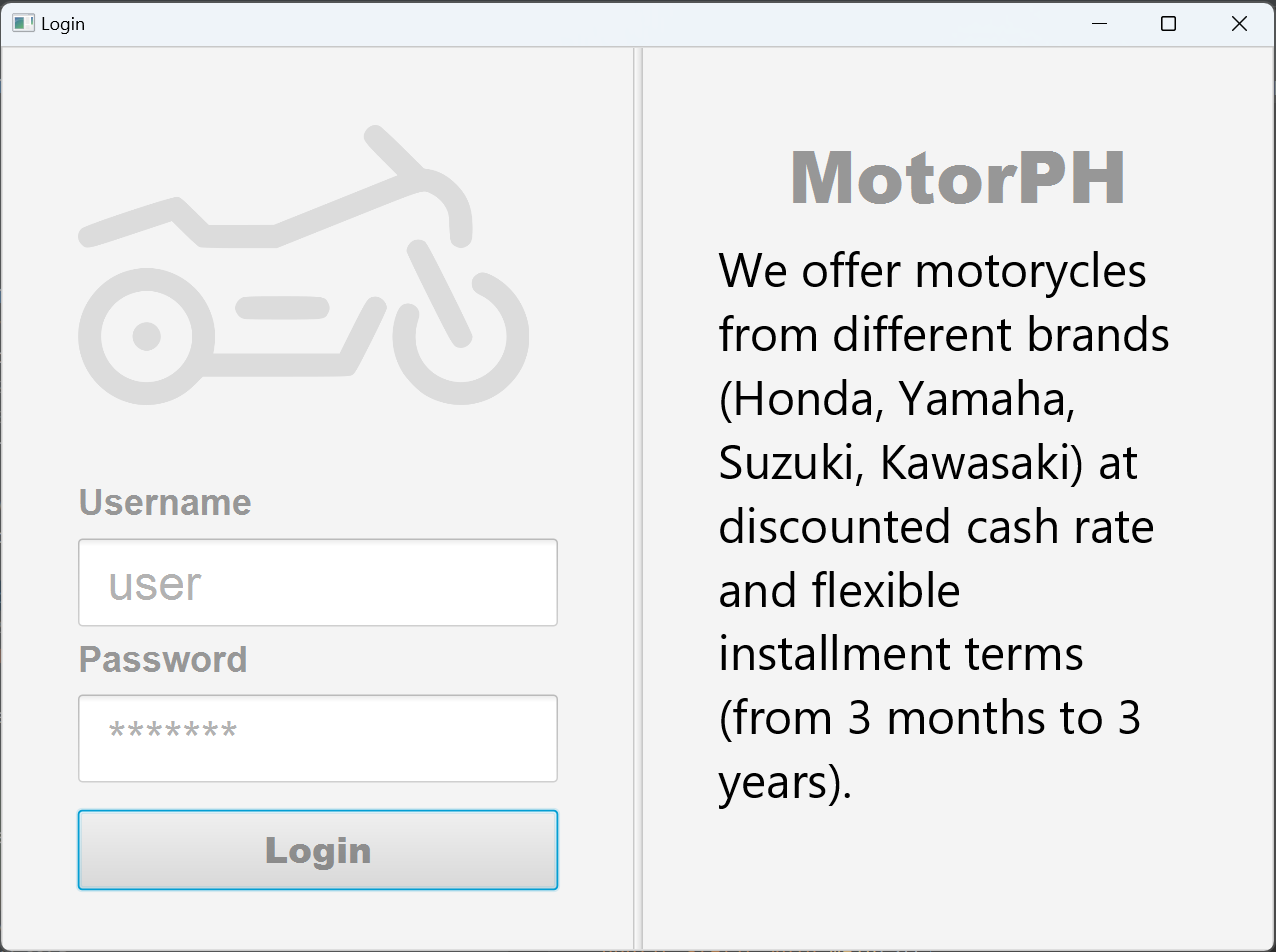 Login
Username
user
Password
*******
Login
MotorPH
We offer motorycles
from different brands
(Honda, Yamaha,
Suzuki, Kawasaki) at
discounted cash rate
and flexible
installment terms
(from 3 months to 3
years).